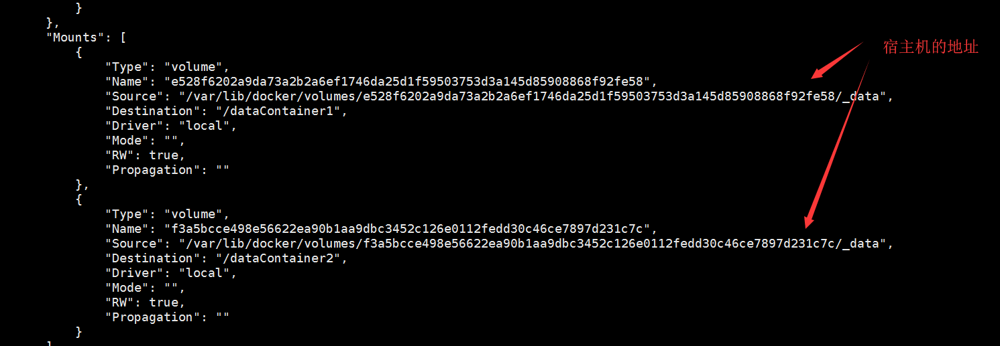 }
    },
    "Mounts": [
        {
            "Type": "volume",
            "Name": "e528f6202a9da73a2b2a6ef1746da25d1f59503753d3a145d85908868f92fe58",
            "Source": "/var/lib/docker/volumes/e528f6202a9da73a2b2a6ef1746da25d1f59503753d3a145d85908868f92fe58/_data",
            "Destination": "/dataContainer1",
            "Driver": "local",
            "Mode": "",
            "RW": true,
            "Propagation": ""
        },
        {
            "Type": "volume",
            "Name": "f3a5bcce498e56622ea90b1aa9dbc3452c126e0112fedd30c46ce7897d231c7c",
            "Source": "/var/lib/docker/volumes/f3a5bcce498e56622ea90b1aa9dbc3452c126e0112fedd30c46ce7897d231c7c/_data",
            "Destination": "/dataContainer2",
            "Driver": "local",
            "Mode": "",
            "RW": true,
            "Propagation": ""
        }
    ]
宿主机的地址